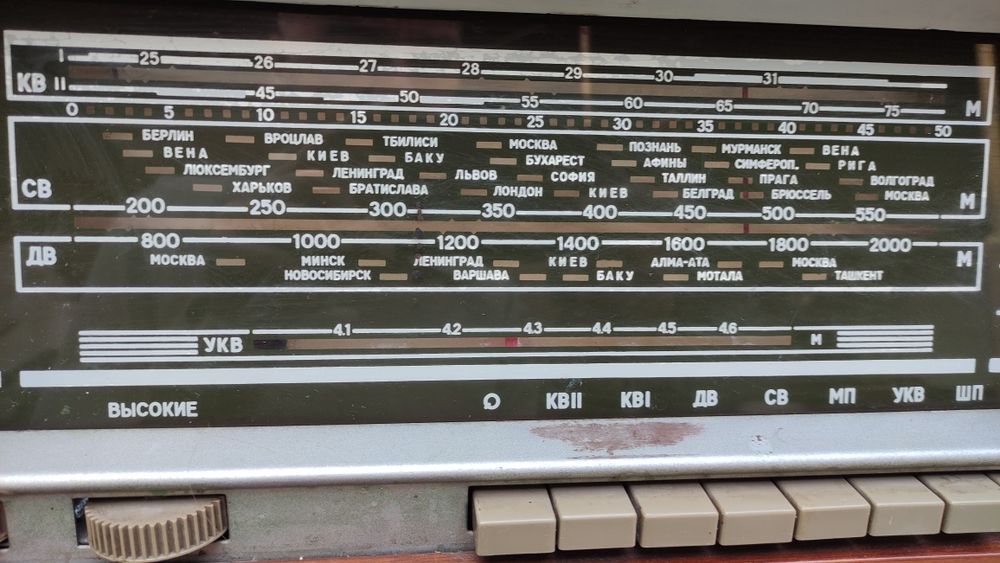 I 25 26 27 28 29 30 31
КВ II 45 50 55 60 65 70 75 М
0 5 10 15 20 25 30 35 40 45 50
БЕРЛИН ВРОЦЛАВ ТБИЛИСИ МОСКВА ПОЗНАНЬ МУРМАНСК ВЕНА
ВЕНА КИЕВ БАКУ БУХАРЕСТ АФИНЫ СИМФЕРОП. РИГА
ЛЮКСЕМБУРГ ЛЕНИНГРАД ЛЬВОВ СОФИЯ ТАЛЛИН ПРАГА ВОЛГОГРАД
СВ ХАРЬКОВ БРАТИСЛАВА ЛОНДОН КИЕВ БЕЛГРАД БРЮССЕЛЬ МОСКВА М
200 250 300 350 400 450 500 550
ДВ 800 1000 1200 1400 1600 1800 2000 М
МОСКВА МИНСК ЛЕНИНГРАД КИЕВ АЛМА-АТА МОСКВА
НОВОСИБИРСК ВАРШАВА БАКУ МОТАЛА ТАШКЕНТ
УКВ 4.1 4.2 4.3 4.4 4.5 4.6 М
ВЫСОКИЕ КВII КВI ДВ СВ МП УКВ ШП